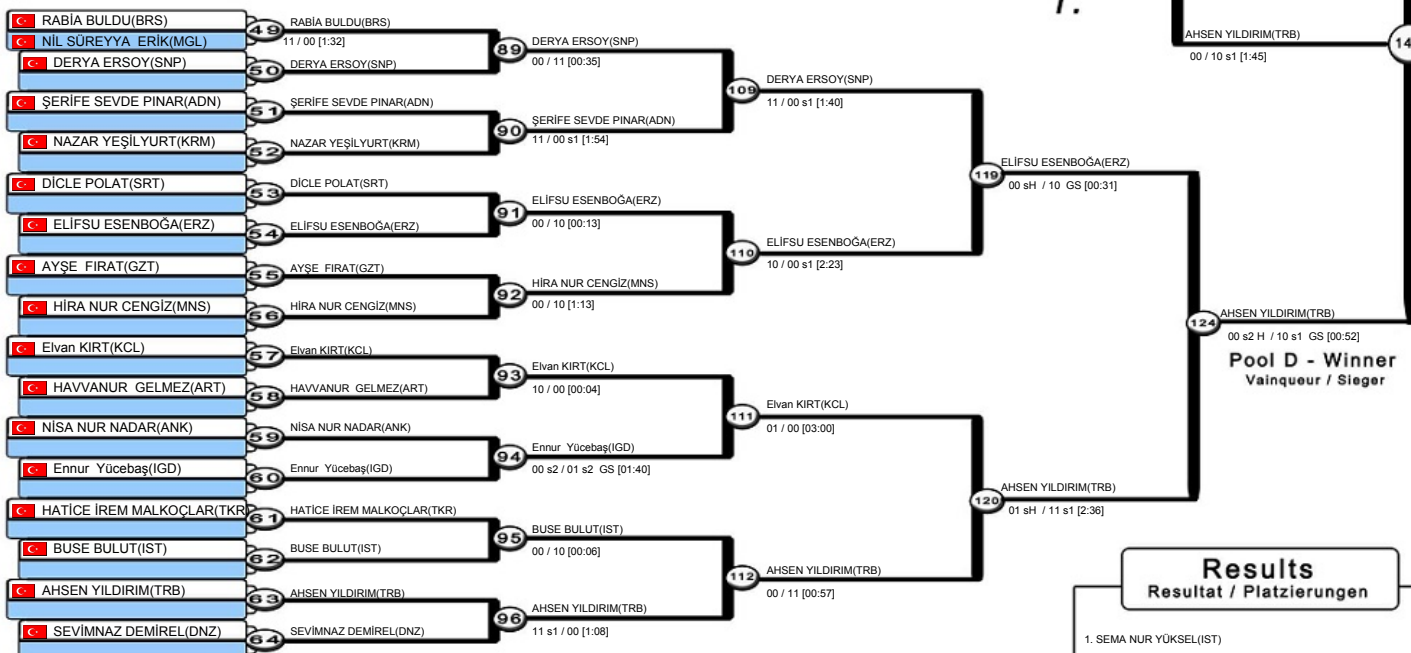 RABİA BULDU(BRS)
NİL SÜREYYA ERİK(MGL)
DERYA ERSOY(SNP)
ŞERİFE SEVDE PINAR(ADN)
NAZAR YEŞİLYURT(KRM)
DİCLE POLAT(SRT)
ELİFSU ESENBOĞA(ERZ)
AYŞE FIRAT(GZT)
HİRA NUR CENGİZ(MNS)
Elvan KIRT(KCL)
HAVVANUR GELMEZ(ART)
NİSA NUR NADAR(ANK)
Ennur Yücebaş(IGD)
HATİCE İREM MALKOÇLAR(TKR)
BUSE BULUT(IST)
AHSEN YILDIRIM(TRB)
SEVİMNAZ DEMİREL(DNZ)
49
50
51
52
53
54
55
56
57
58
59
60
61
62
63
64
RABİA BULDU(BRS)
11 / 00 [1:32]
DERYA ERSOY(SNP)
ŞERİFE SEVDE PINAR(ADN)
NAZAR YEŞİLYURT(KRM)
DİCLE POLAT(SRT)
ELİFSU ESENBOĞA(ERZ)
AYŞE FIRAT(GZT)
HİRA NUR CENGİZ(MNS)
Elvan KIRT(KCL)
HAVVANUR GELMEZ(ART)
NİSA NUR NADAR(ANK)
Ennur Yücebaş(IGD)
HATİCE İREM MALKOÇLAR(TKR)
BUSE BULUT(IST)
AHSEN YILDIRIM(TRB)
SEVİMNAZ DEMİREL(DNZ)
89
90
91
92
93
94
95
96
DERYA ERSOY(SNP)
00 / 11 [00:35]
ŞERİFE SEVDE PINAR(ADN)
11 / 00 s1 [1:54]
ELİFSU ESENBOĞA(ERZ)
00 / 10 [00:13]
HİRA NUR CENGİZ(MNS)
00 / 10 [1:13]
Elvan KIRT(KCL)
10 / 00 [00:04]
Ennur Yücebaş(IGD)
00 s2 / 01 s2 GS [01:40]
BUSE BULUT(IST)
00 / 10 [00:06]
AHSEN YILDIRIM(TRB)
11 s1 / 00 [1:08]
109
110
111
112
DERYA ERSOY(SNP)
11 / 00 s1 [1:40]
ELİFSU ESENBOĞA(ERZ)
10 / 00 s1 [2:23]
Elvan KIRT(KCL)
01 / 00 [03:00]
AHSEN YILDIRIM(TRB)
00 / 11 [00:57]
119
120
ELİFSU ESENBOĞA(ERZ)
00 sH / 10 GS [00:31]
AHSEN YILDIRIM(TRB)
01 sH / 11 s1 [2:36]
124
AHSEN YILDIRIM(TRB)
00 s2 H / 10 s1 GS [00:52]
Pool D - Winner
Vainqueur / Sieger
AHSEN YILDIRIM(TRB)
00 / 10 s1 [1:45]
Results
Resultat / Platzierungen
1. SEMA NUR YÜKSEL(IST)